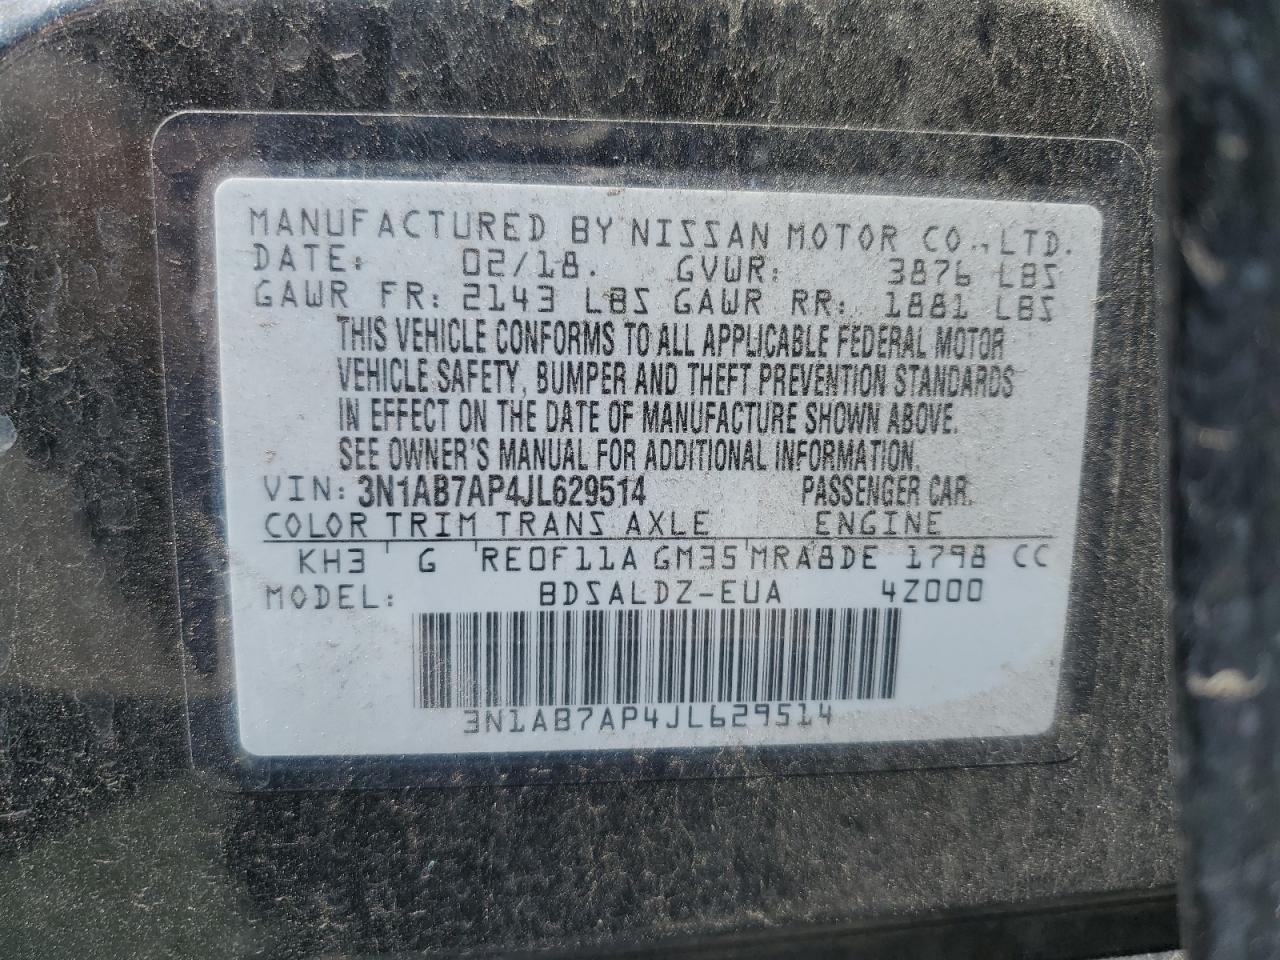 MANUFACTURED BY NISSAN MOTOR CO., LTD.
DATE: 02/18. GVWR: 3876 LBS
GAWR FR: 2143 LBS GAWR RR: 1881 LBS
THIS VEHICLE CONFORMS TO ALL APPLICABLE FEDERAL MOTOR
VEHICLE SAFETY, BUMPER AND THEFT PREVENTION STANDARDS
IN EFFECT ON THE DATE OF MANUFACTURE SHOWN ABOVE.
SEE OWNER'S MANUAL FOR ADDITIONAL INFORMATION.
VIN: 3N1AB7AP4JL629514 PASSENGER CAR.
COLOR TRIM TRANS AXLE ENGINE
KH3 G RE0F11A GM35 MRA8DE 1798 CC
MODEL: BDSALDZ-EUA 4Z000
3N1AB7AP4JL629514